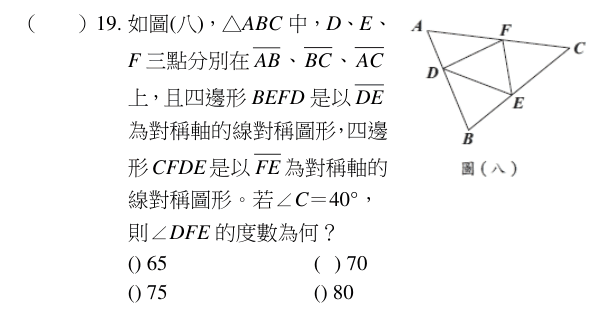 (　　) 19. 如圖(八)，△ABC 中，D、E、
F 三點分別在 AB、BC、AC
上，且四邊形 BEFD 是以 DE
為對稱軸的線對稱圖形，四邊
形 CFDE 是以 FE 為對稱軸的
線對稱圖形。若∠C＝40°，
則∠DFE 的度數為何？
() 65 ( ) 70
() 75 () 80
A
F
C
D
E
B
圖(八)